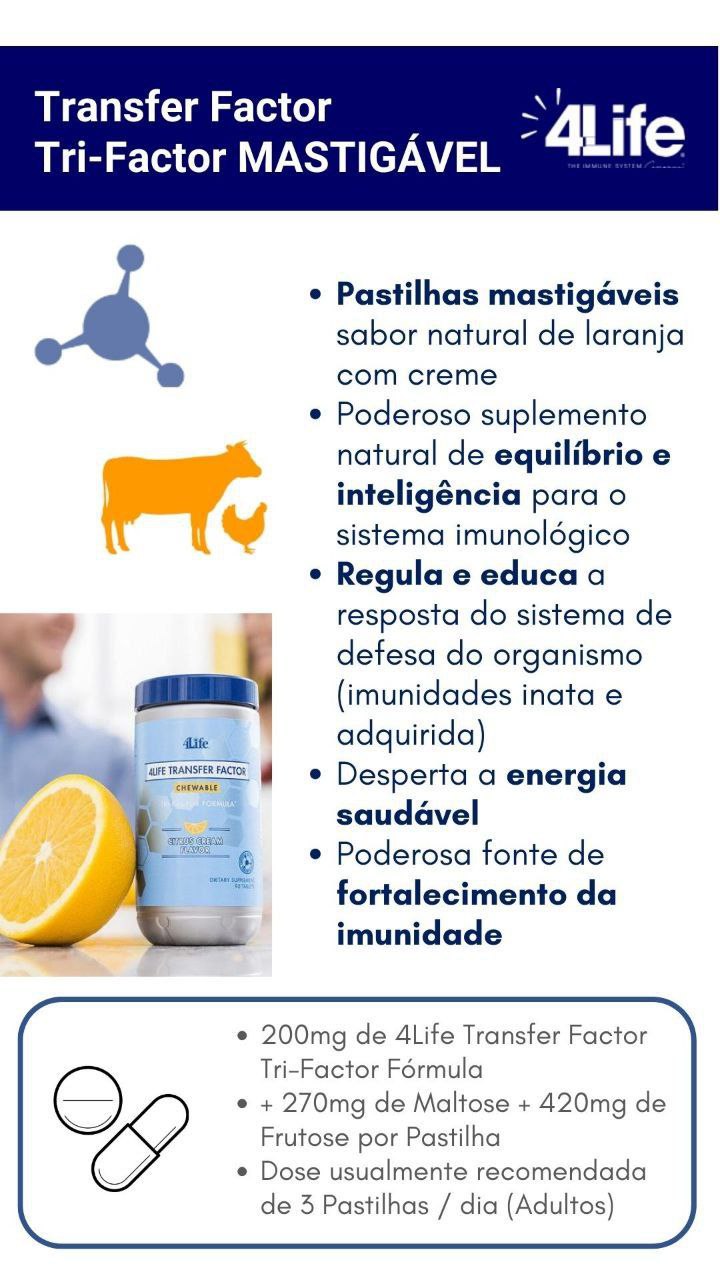 Transfer Factor
Tri-Factor MASTIGÁVEL
4Life
THE IMMUNE SYSTEM
• Pastilhas mastigáveis
sabor natural de laranja
com creme
• Poderoso suplemento
natural de equilíbrio e
inteligência para o
sistema imunológico
• Regula e educa a
resposta do sistema de
defesa do organismo
(imunidades inata e
adquirida)
• Desperta a energia
saudável
• Poderosa fonte de
fortalecimento da
imunidade
4Life
4LIFE TRANSFER FACTOR
CHEWABLE
TRI-FACTOR FORMULA
CITRUS CREAM
FLAVOR
DIETARY SUPPLEMENT
90 TABLETS
• 200mg de 4Life Transfer Factor
Tri-Factor Fórmula
• + 270mg de Maltose + 420mg de
Frutose por Pastilha
• Dose usualmente recomendada
de 3 Pastilhas / dia (Adultos)